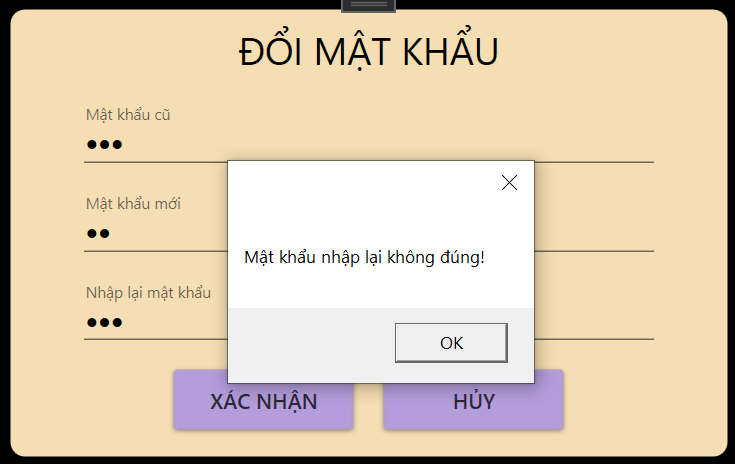 ĐỔI MẬT KHẨU
Mật khẩu cũ
●●●
Mật khẩu mới
●●
Nhập lại mật khẩu
●●●
Mật khẩu nhập lại không đúng!
OK
XÁC NHẬN
HỦY